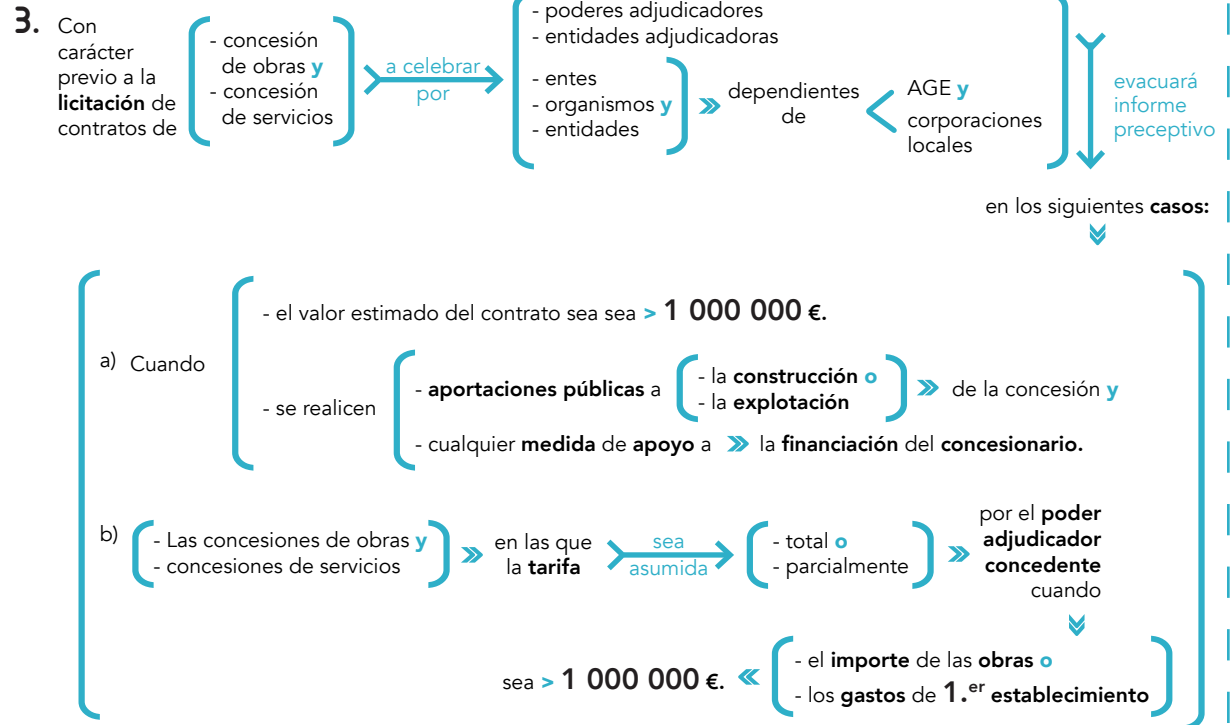 3. Con
carácter
previo a la
licitación de
contratos de
- concesión
de obras y
- concesión
de servicios
a celebrar
por
- poderes adjudicadores
- entidades adjudicadoras
- entes
- organismos y
- entidades
dependientes
de
AGE y
corporaciones
locales
evacuará
informe
preceptivo
en los siguientes casos:
a) Cuando
- el valor estimado del contrato sea sea > 1 000 000 €.
- se realicen
- aportaciones públicas a
- la construcción o
- la explotación
de la concesión y
- cualquier medida de apoyo a
la financiación del concesionario.
b)
- Las concesiones de obras y
- concesiones de servicios
en las que
la tarifa
sea
asumida
- total o
- parcialmente
por el poder
adjudicador
concedente
cuando
- el importe de las obras o
- los gastos de 1.er establecimiento
sea > 1 000 000 €.